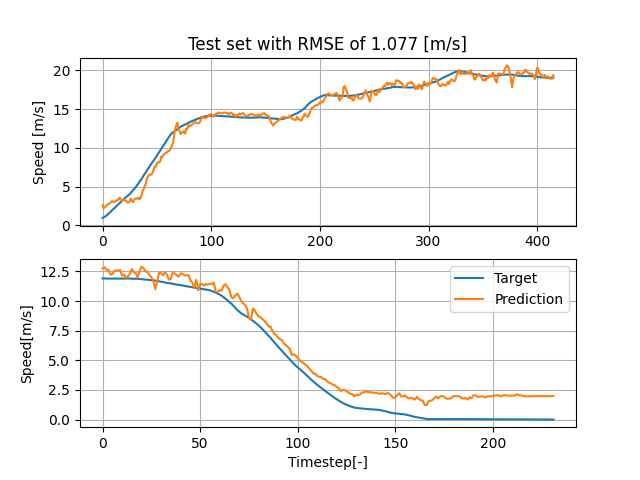 Test set with RMSE of 1.077 [m/s]
20
15
10
5
0
Speed [m/s]
0 100 200 300 400
12.5
10.0
7.5
5.0
2.5
0.0
Speed[m/s]
Target
Prediction
0 50 100 150 200
Timestep[-]